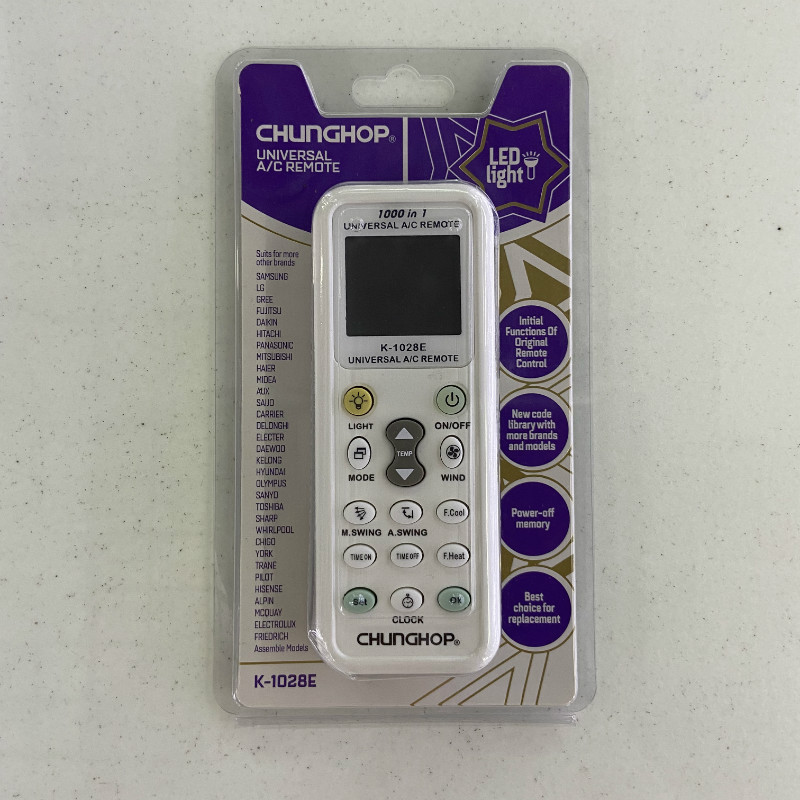 CHUNGHOP®
UNIVERSAL
A/C REMOTE
LED
light
Suits for more
other brands
SAMSUNG
LG
GREE
FUJITSU
DAIKIN
HITACHI
PANASONIC
MITSUBISHI
HAIER
MIDEA
AUX
SAIJO
CARRIER
DELONGHI
ELECTER
DAEWOO
KELONG
HYUNDAI
OLYMPUS
SANYO
TOSHIBA
SHARP
WHIRLPOOL
CHIGO
YORK
TRANE
PILOT
HISENSE
ALPIN
MCQUAY
ELECTROLUX
FRIEDRICH
Assemble Models
K-1028E
1000 in 1
UNIVERSAL A/C REMOTE
K-1028E
UNIVERSAL A/C REMOTE
LIGHT
ON/OFF
TEMP
MODE
WIND
F.Cool
M.SWING
A.SWING
TIME ON
TIME OFF
F.Heat
Set
Ok
CLOCK
CHUNGHOP®
Initial
Functions Of
Original
Remote
Control
New code
library with
more brands
and models
Power-off
memory
Best
choice for
replacement